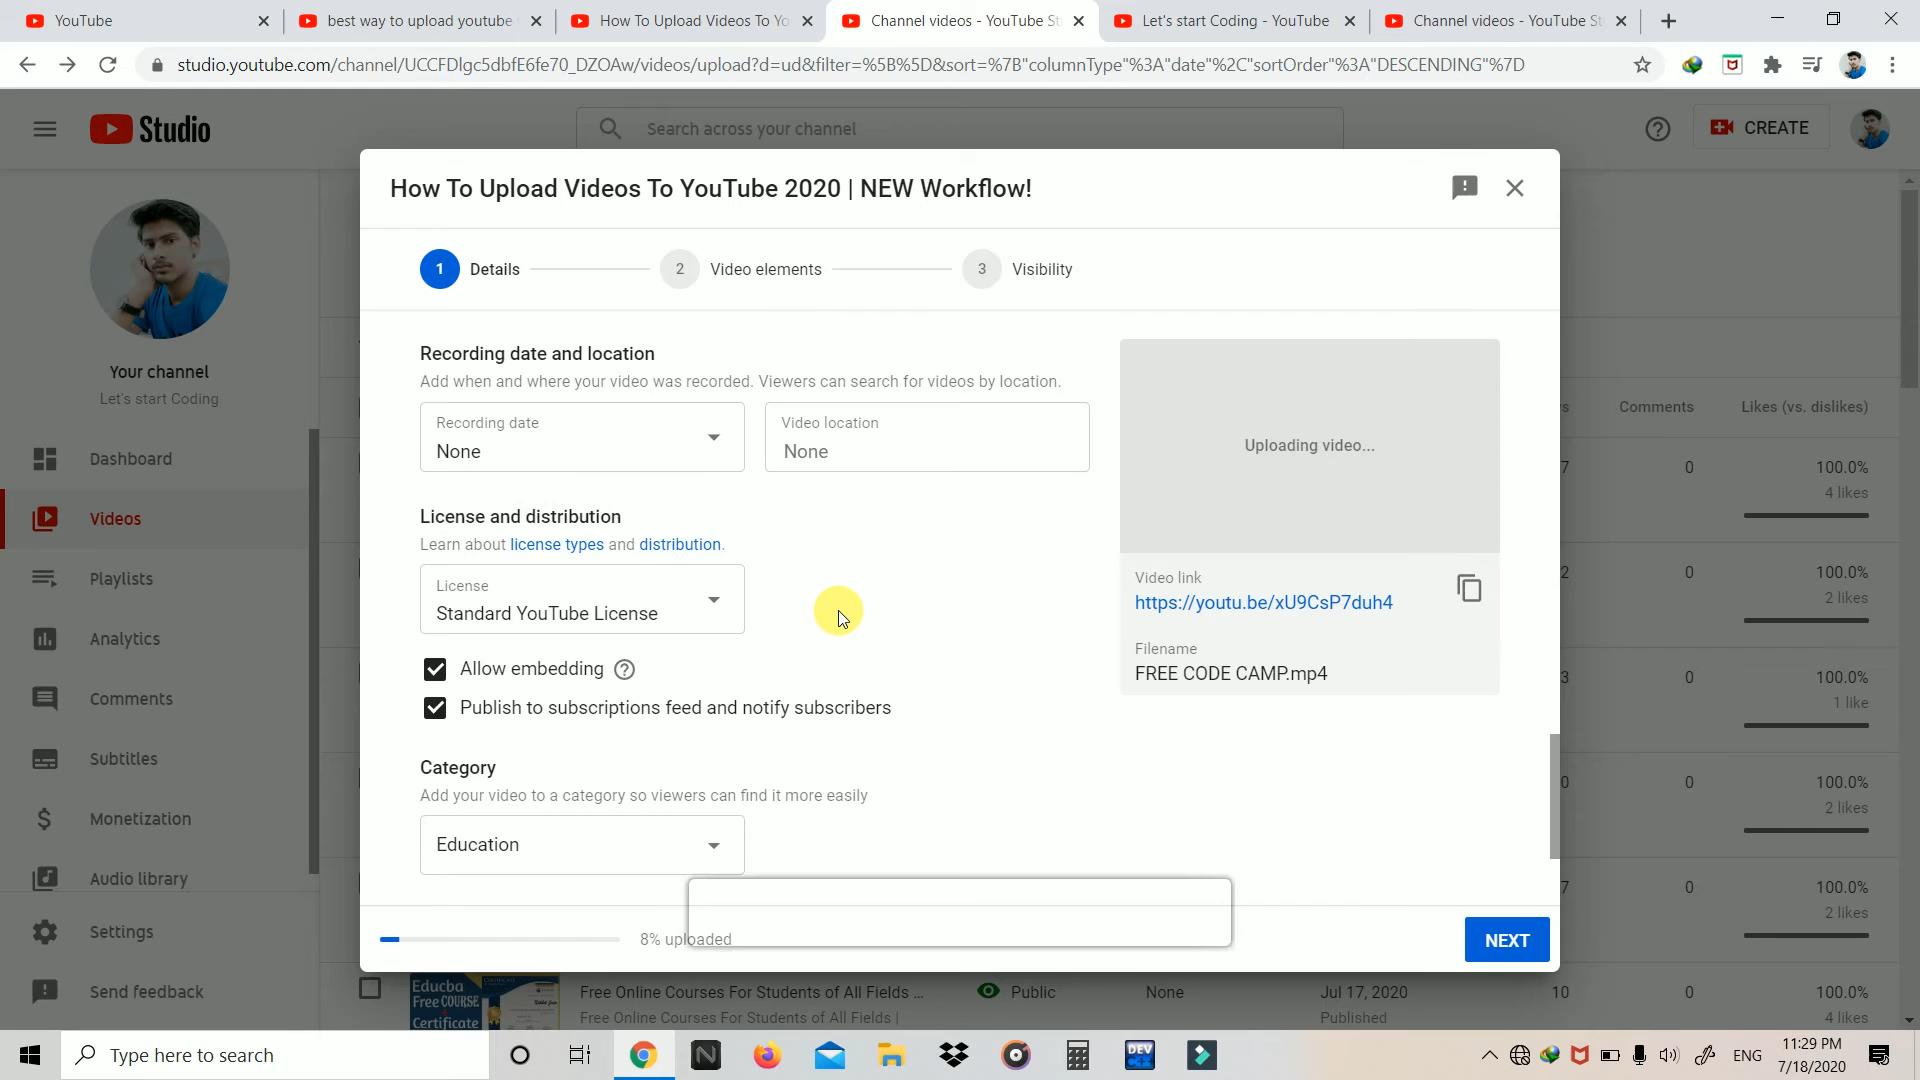 YouTube
best way to upload youtube
How To Upload Videos To Yo
Channel videos - YouTube St
Let's start Coding - YouTube
Channel videos - YouTube St
studio.youtube.com/channel/UCCFDlgc5dbfE6fe70_DZOAw/videos/upload?d=ud&filter=%5B%5D&sort=%7B"columnType"%3A"date"%2C"sortOrder"%3A"DESCENDING"%7D
Studio
Search across your channel
CREATE
How To Upload Videos To YouTube 2020 | NEW Workflow!
1 Details
2 Video elements
3 Visibility
Your channel
Let's start Coding
Dashboard
Videos
Playlists
Analytics
Comments
Subtitles
Monetization
Audio library
Settings
Send feedback
Recording date and location
Add when and where your video was recorded. Viewers can search for videos by location.
Recording date
None
Video location
None
License and distribution
Learn about license types and distribution.
License
Standard YouTube License
Allow embedding
Publish to subscriptions feed and notify subscribers
Category
Add your video to a category so viewers can find it more easily
Education
Uploading video...
Video link
https://youtu.be/xU9CsP7duh4
Filename
FREE CODE CAMP.mp4
8% uploaded
NEXT
s Comments Likes (vs. dislikes)
7 0 100.0%
4 likes
2 0 100.0%
2 likes
3 0 100.0%
1 like
0 0 100.0%
2 likes
7 0 100.0%
2 likes
Educba
Free COURSE
Certificate
Free Online Courses For Students of All Fields ...
Free Online Courses For Students of All Fields |
Public
None
Jul 17, 2020
Published
10 0 100.0%
4 likes
Type here to search
DEV
ENG
11:29 PM
7/18/2020